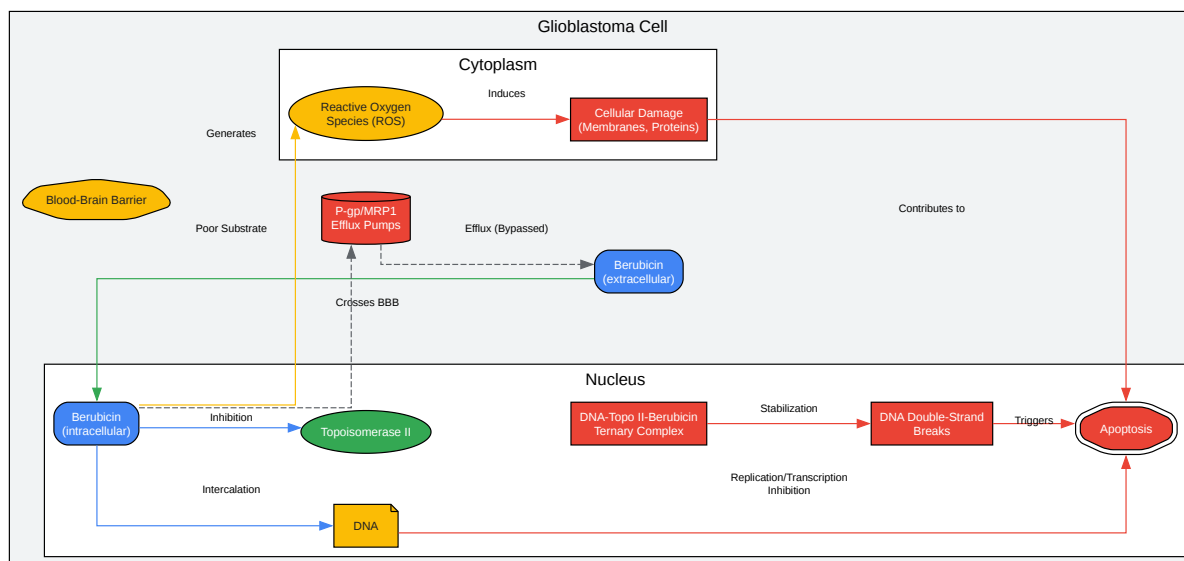 Glioblastoma Cell
Cytoplasm
Reactive Oxygen
Species (ROS)
Induces
Cellular Damage
(Membranes, Proteins)
Generates
Blood-Brain Barrier
P-gp/MRP1
Efflux Pumps
Poor Substrate
Efflux (Bypassed)
Contributes to
Berubicin
(extracellular)
Crosses BBB
Nucleus
Berubicin
(intracellular)
Inhibition
Topoisomerase II
DNA-Topo II-Berubicin
Ternary Complex
Stabilization
DNA Double-Strand
Breaks
Triggers
Apoptosis
Intercalation
Replication/Transcription
Inhibition
DNA